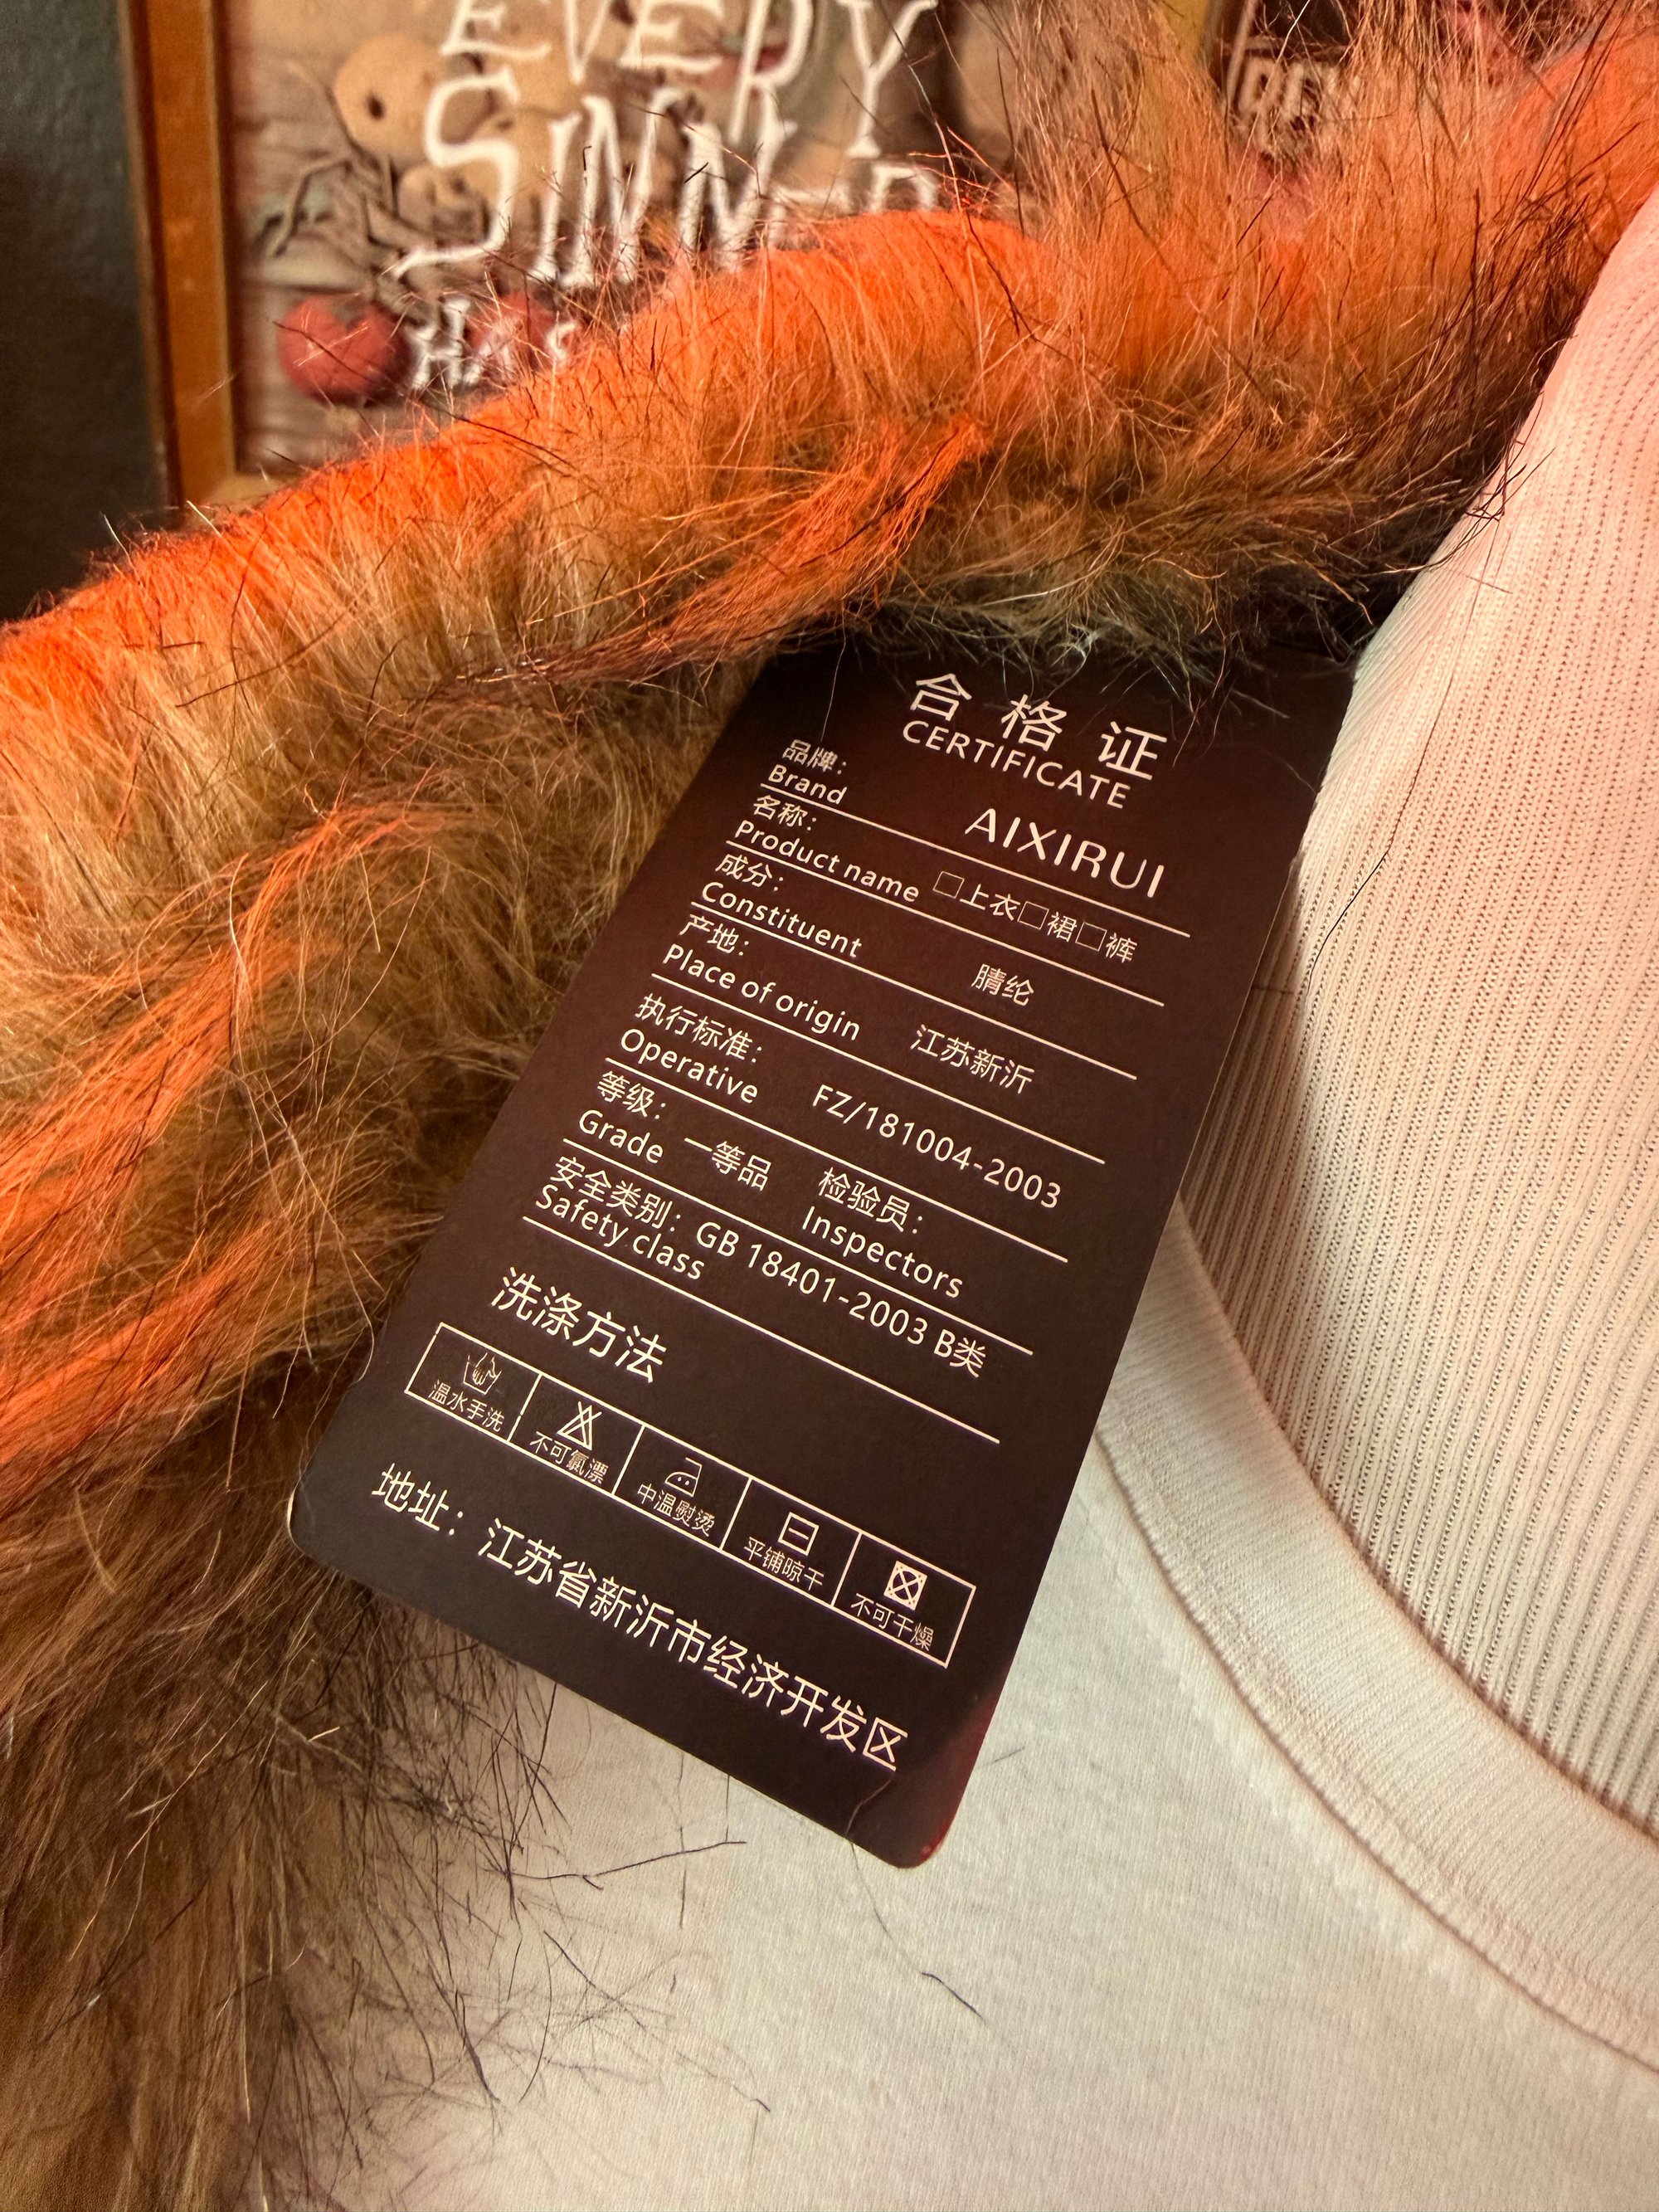 EVERY
SINNER
HAS
合格证
CERTIFICATE
品牌：
Brand AIXIRUI
名称：
Product name □上衣□裙□裤
成分：
Constituent 腈纶
产地：
Place of origin 江苏新沂
执行标准：
Operative FZ/181004-2003
等级： 一等品 检验员：
Grade Inspectors
安全类别：GB 18401-2003 B类
Safety class
洗涤方法
温水手洗 不可氯漂 中温熨烫 平铺晾干 不可干燥
地址：江苏省新沂市经济开发区